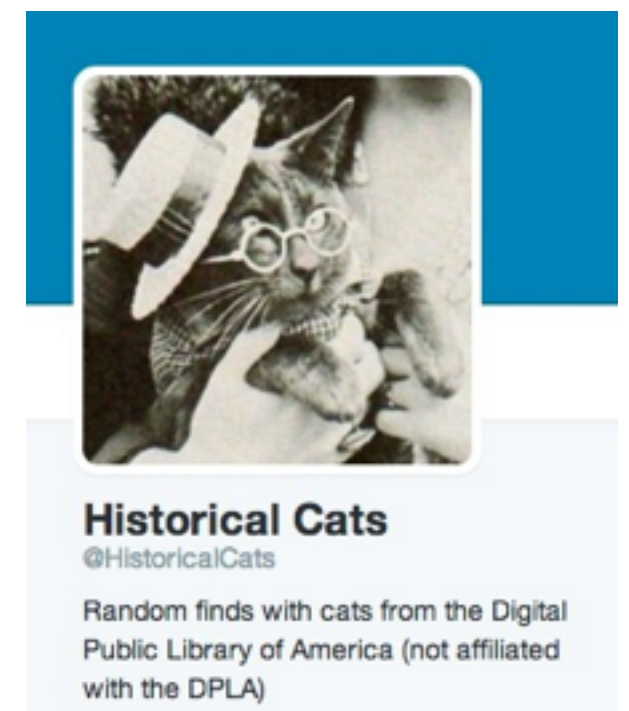 Historical Cats
@HistoricalCats
Random finds with cats from the Digital
Public Library of America (not affiliated
with the DPLA)